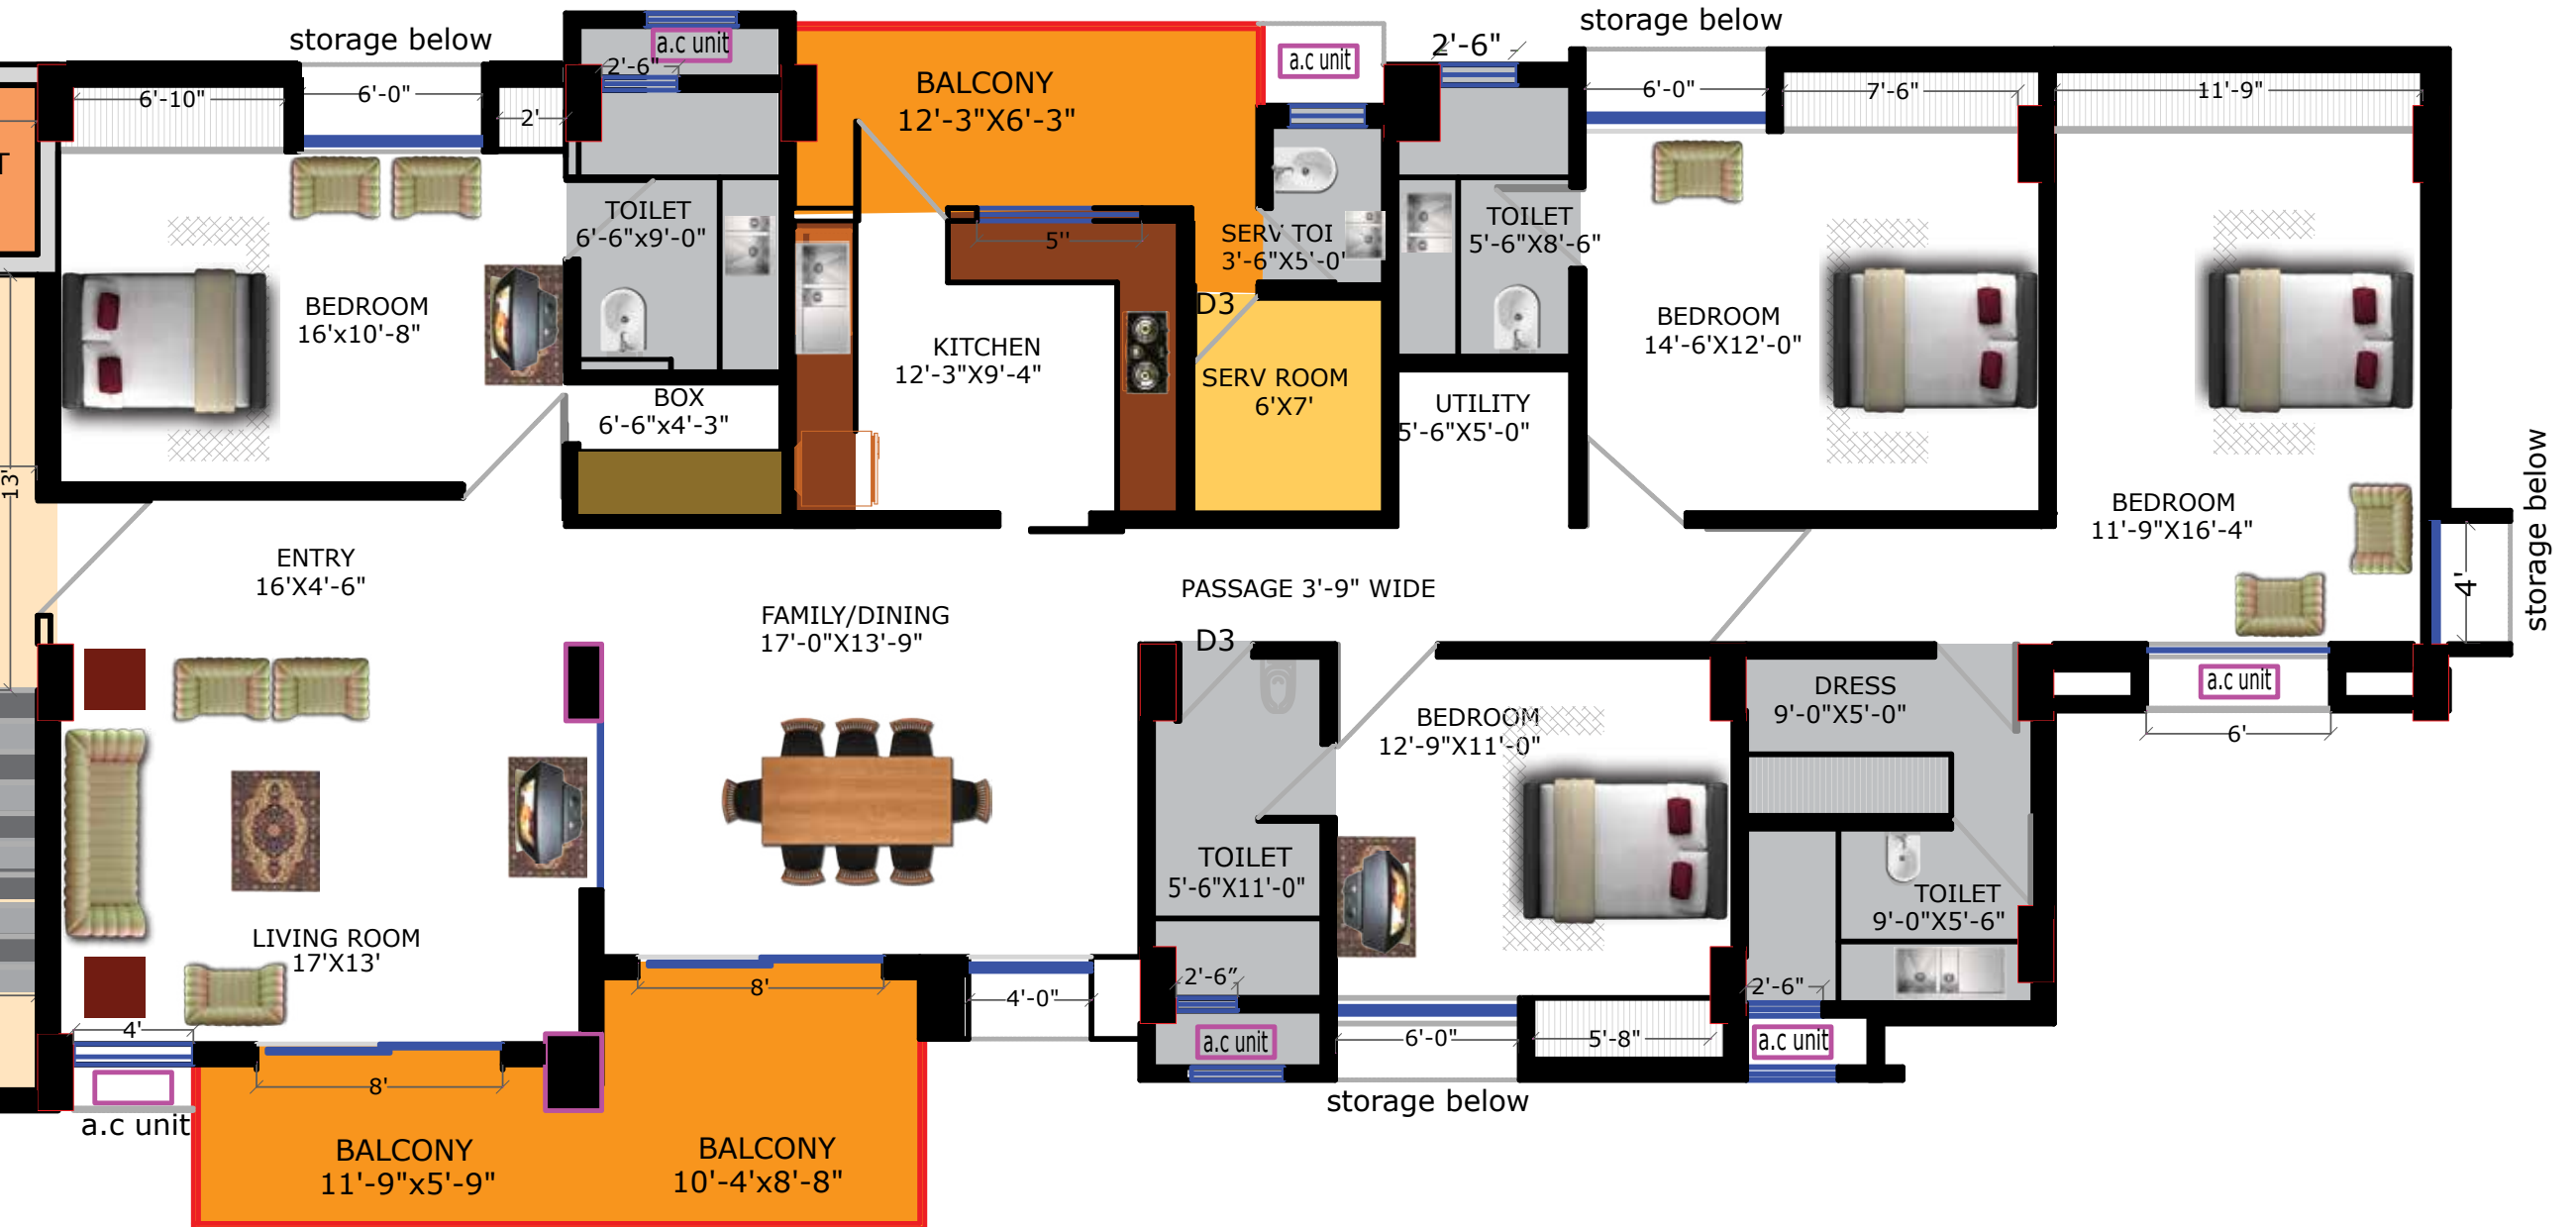 storage below
storage below
a.c unit
a.c unit
2'-6"
2'-6"
6'-10"
6'-0"
2'
BALCONY
12'-3"X6'-3"
6'-0"
7'-6"
11'-9"
T
TOILET
6'-6"x9'-0"
5''
SERV TOI
3'-6"X5'-0'
TOILET
5'-6"X8'-6"
BEDROOM
16'x10'-8"
D3
BEDROOM
14'-6'X12'-0"
KITCHEN
12'-3"X9'-4"
SERV ROOM
6'X7'
BOX
6'-6"x4'-3"
UTILITY
5'-6"X5'-0"
13'
BEDROOM
11'-9"X16'-4"
storage below
4'
ENTRY
16'X4'-6"
PASSAGE 3'-9" WIDE
FAMILY/DINING
17'-0"X13'-9"
D3
a.c unit
6'
DRESS
9'-0"X5'-0"
BEDROOM
12'-9"X11'-0"
TOILET
5'-6"X11'-0"
TOILET
9'-0"X5'-6"
LIVING ROOM
17'X13'
8'
4'-0"
2'-6”
2'-6"
4'
8'
a.c unit
6'-0"
5'-8"
a.c unit
a.c unit
storage below
BALCONY
11'-9"x5'-9"
BALCONY
10'-4'x8'-8"